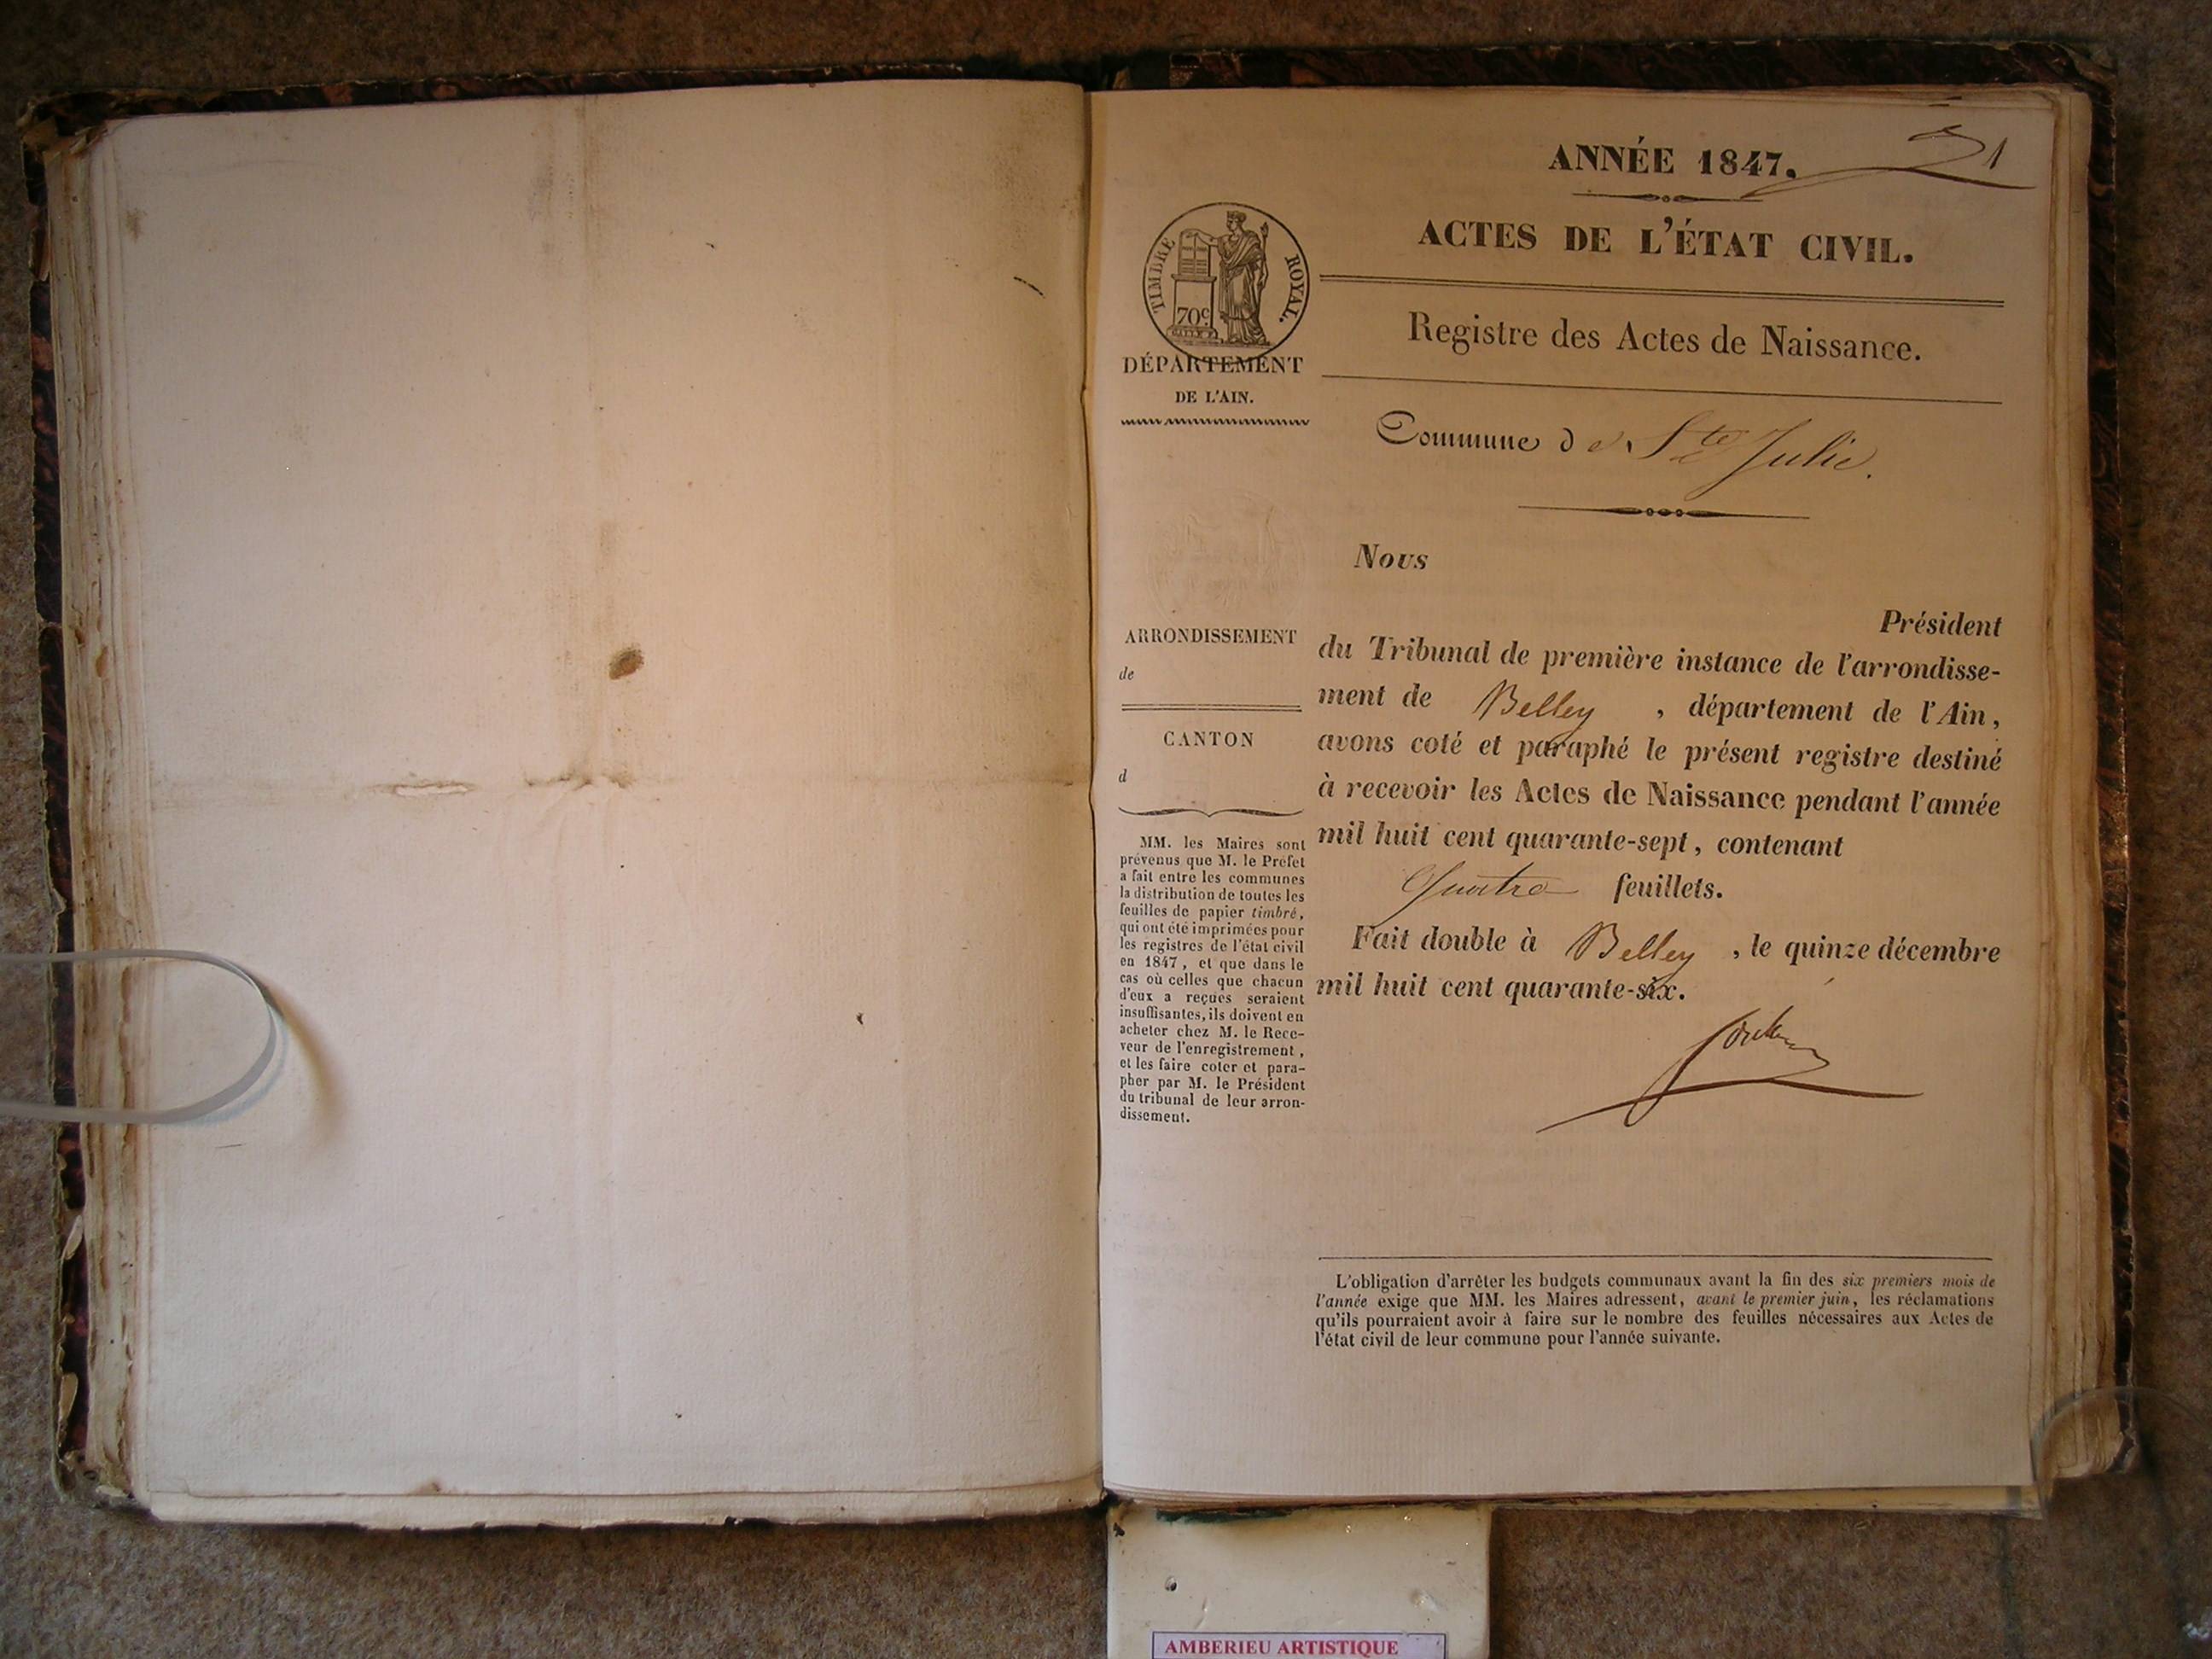 ANNÉE 1847.
ACTES DE L'ÉTAT CIVIL.
TIMBRE ROYAL.
70c.
DÉPARTEMENT
DE L'AIN.
Registre des Actes de Naissance.
Commune de Ste Julie.
Nous
Président
du Tribunal de première instance de l'arrondisse-
ment de Belley, département de l'Ain,
avons coté et paraphé le présent registre destiné
à recevoir les Actes de Naissance pendant l'année
mil huit cent quarante-sept, contenant
Quatre feuillets.
Fait double à Belley, le quinze décembre
mil huit cent quarante-six.
ARRONDISSEMENT
de
CANTON
d
MM. les Maires sont
prévenus que M. le Préfet
a fait entre les communes
la distribution de toutes les
feuilles de papier timbré,
qui ont été imprimées pour
les registres de l'état civil
en 1847, et que dans le
cas où celles que chacun
d'eux a reçues seraient
insuffisantes, ils doivent en
acheter chez M. le Rece-
veur de l'enregistrement,
et les faire coter et para-
pher par M. le Président
du tribunal de leur arron-
dissement.
L'obligation d'arrêter les budgets communaux avant la fin des six premiers mois de
l'année exige que MM. les Maires adressent, avant le premier juin, les réclamations
qu'ils pourraient avoir à faire sur le nombre des feuilles nécessaires aux Actes de
l'état civil de leur commune pour l'année suivante.
AMBERIEU ARTISTIQUE